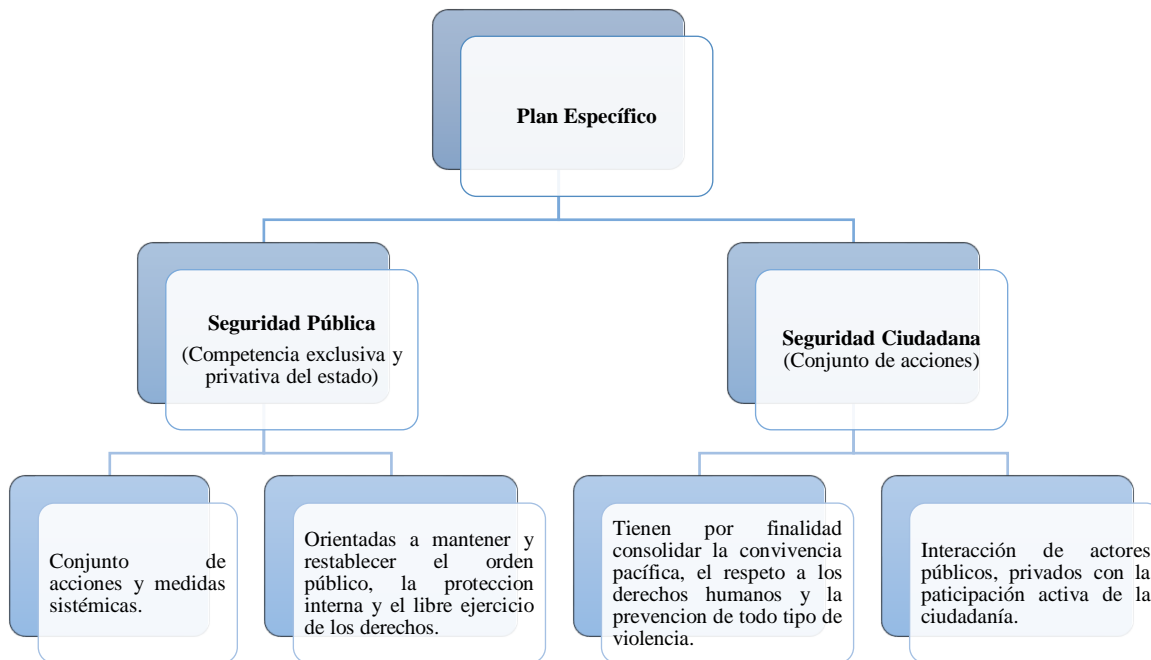 Plan Específico
Seguridad Pública
(Competencia exclusiva y
privativa del estado)
Seguridad Ciudadana
(Conjunto de acciones)
Conjunto de
acciones y medidas
sistémicas.
Orientadas a mantener y
restablecer el orden
público, la proteccion
interna y el libre ejercicio
de los derechos.
Tienen por finalidad
consolidar la convivencia
pacífica, el respeto a los
derechos humanos y la
prevencion de todo tipo de
violencia.
Interacción de actores
públicos, privados con la
paticipación activa de la
ciudadanía.